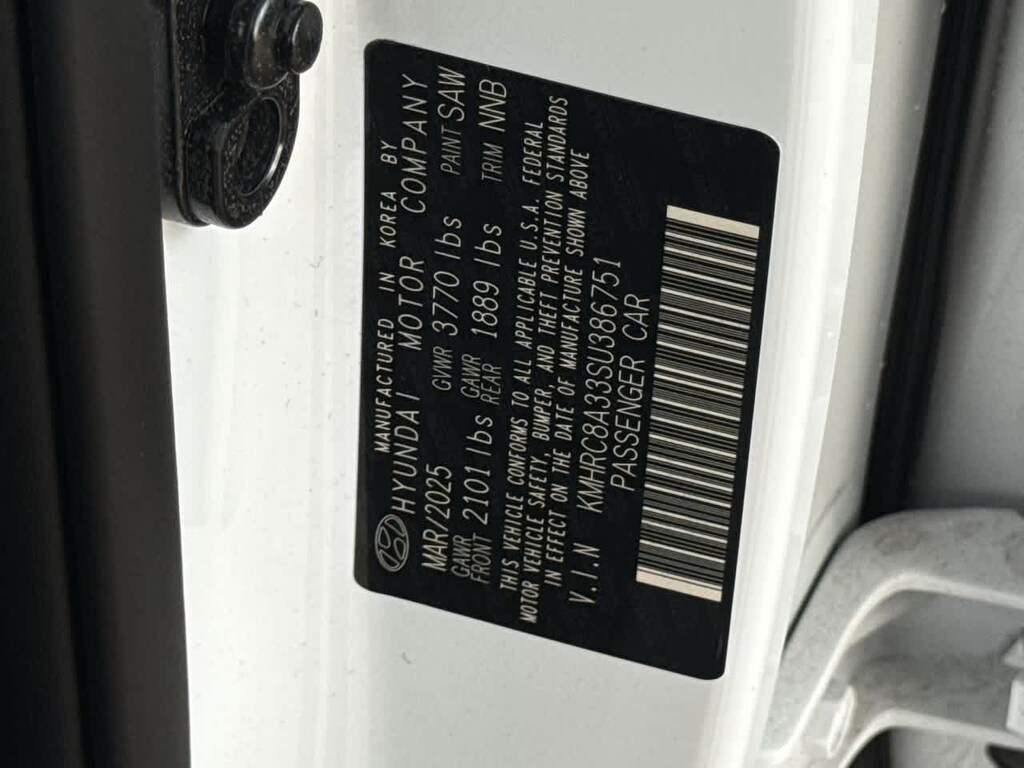 MANUFACTURED IN KOREA BY
HYUNDAI MOTOR COMPANY
MAR/2025 GVWR 3770 lbs PAINT SAW
GAWR FRONT 2101 lbs GAWR REAR 1889 lbs TRIM NNB
THIS VEHICLE CONFORMS TO ALL APPLICABLE U.S.A. FEDERAL
MOTOR VEHICLE SAFETY, BUMPER, AND THEFT PREVENTION STANDARDS
IN EFFECT ON THE DATE OF MANUFACTURE SHOWN ABOVE
V.I.N KMHRC8A33SU386751
PASSENGER CAR